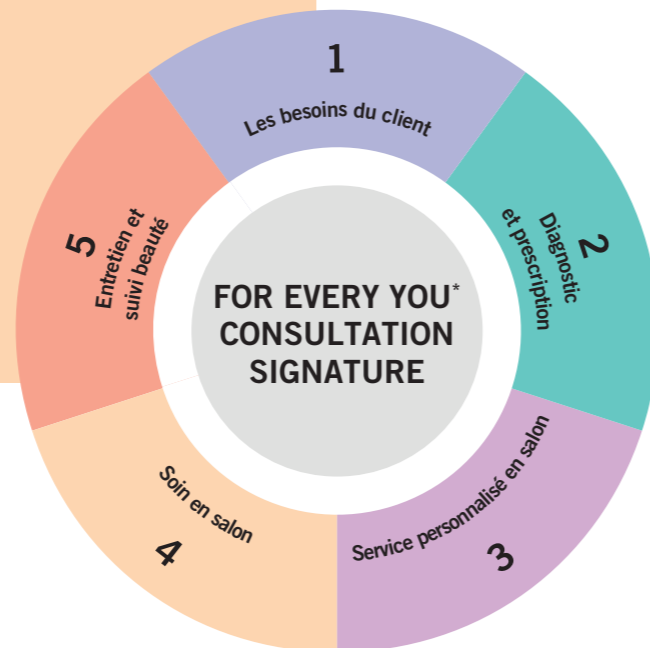 1
Les besoins du client
2
Diagnostic
et prescription
3
Service personnalisé en salon
4
Soin en salon
5
Entretien et
suivi beauté
FOR EVERY YOU*
CONSULTATION
SIGNATURE